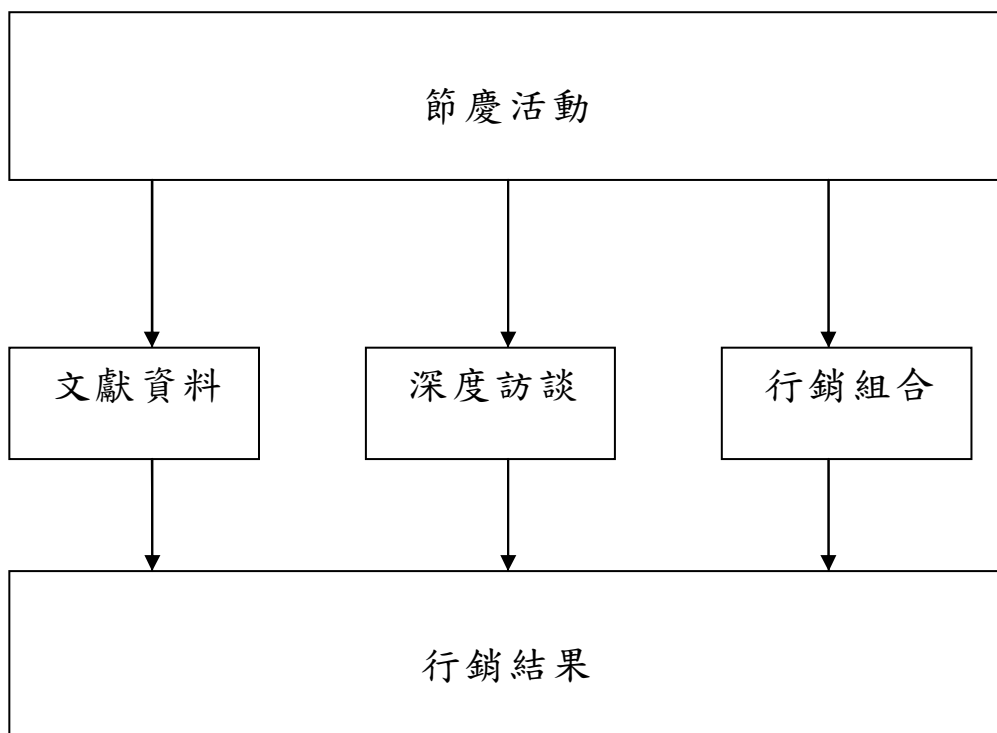 節慶活動
文獻資料
深度訪談
行銷組合
行銷結果